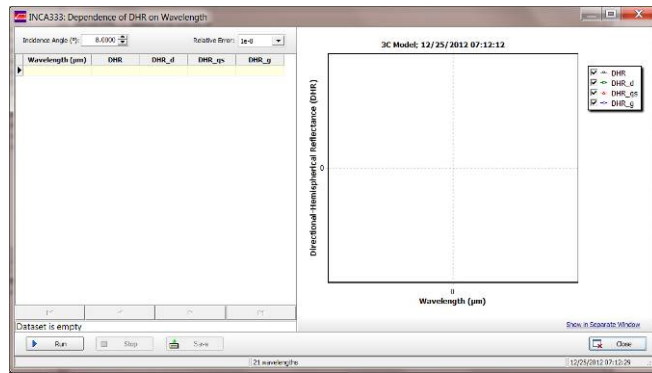 INCA333: Dependence of DHR on Wavelength
Incidence Angle (°): 8.0000 Relative Error: 1e-8
Wavelength (μm) DHR DHR_d DHR_qs DHR_g
3C Model; 12/25/2012 07:12:12
DHR
DHR_d
DHR_qs
DHR_g
Directional-Hemispherical Reflectance (DHR)
0
0
Wavelength (μm)
Dataset is empty
Show in Separate Window
Run Stop Save Close
21 wavelengths 12/25/2012 07:12:29